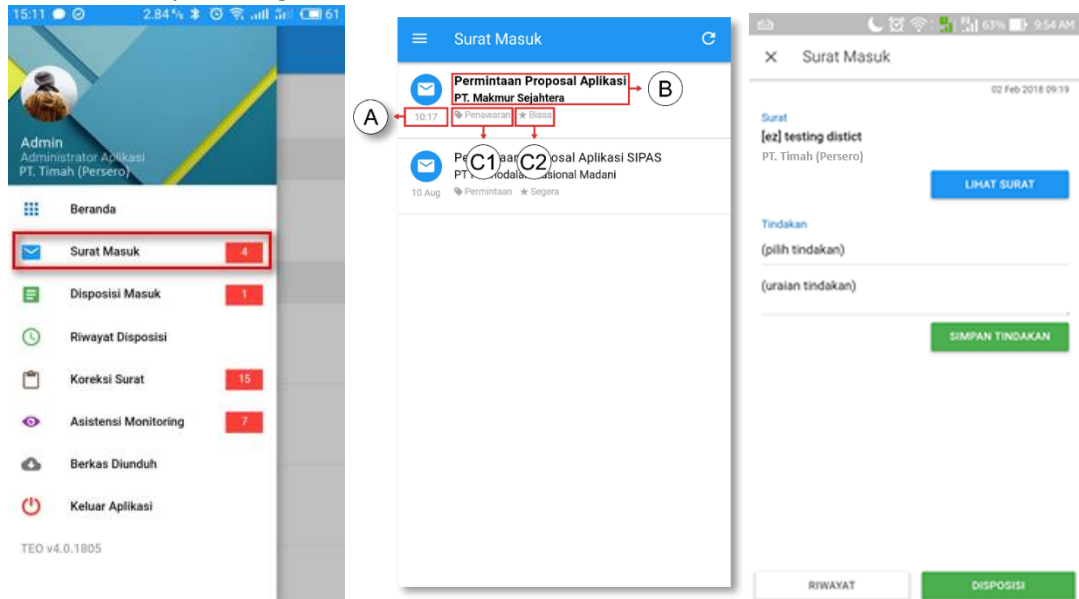 15:11
2.84 %
61
Admin
Administrator Aplikasi
PT. Timah (Persero)
Beranda
Surat Masuk 4
Disposisi Masuk 1
Riwayat Disposisi
Koreksi Surat 15
Asistensi Monitoring 7
Berkas Diunduh
Keluar Aplikasi
TEO v4.0.1805
Surat Masuk
Permintaan Proposal Aplikasi
PT. Makmur Sejahtera
10:17 Penawaran Biasa
A
B
C1
C2
Aplikasi SIPAS
Madani
10 Aug Permintaan Segera
63% 9:54 AM
Surat Masuk
02 Feb 2018 09:19
Surat
[ez] testing distict
PT. Timah (Persero)
LIHAT SURAT
Tindakan
(pilih tindakan)
(uraian tindakan)
SIMPAN TINDAKAN
RIWAYAT
DISPOSISI